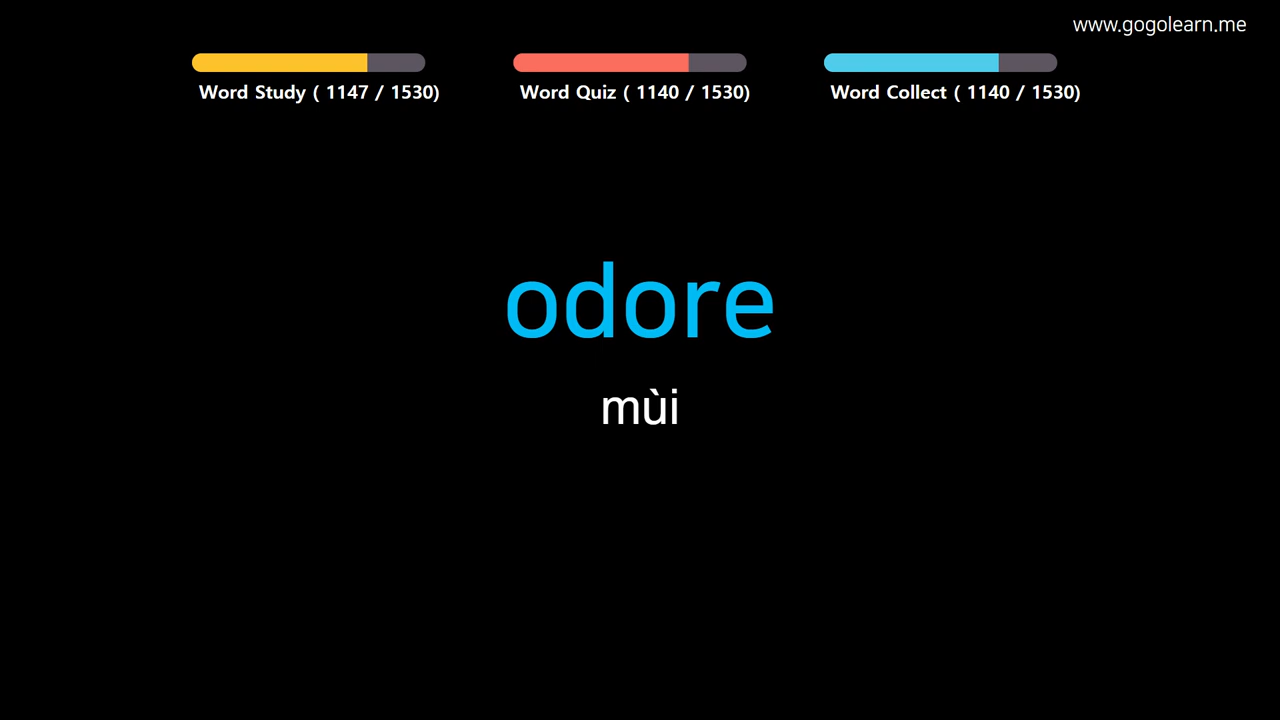 www.gogolearn.me
Word Study ( 1147 / 1530)
Word Quiz ( 1140 / 1530)
Word Collect ( 1140 / 1530)
odore
mùi